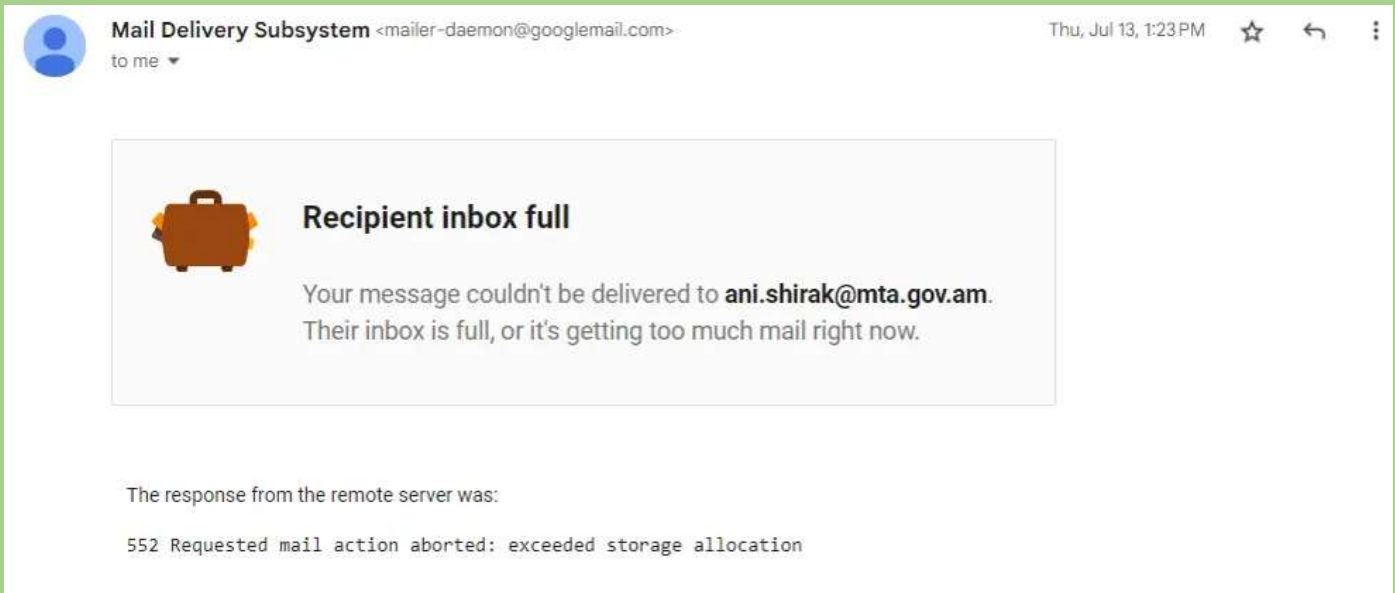 Mail Delivery Subsystem <mailer-daemon@googlemail.com> Thu, Jul 13, 1:23 PM
to me
Recipient inbox full
Your message couldn't be delivered to ani.shirak@mta.gov.am.
Their inbox is full, or it's getting too much mail right now.
The response from the remote server was:
552 Requested mail action aborted: exceeded storage allocation